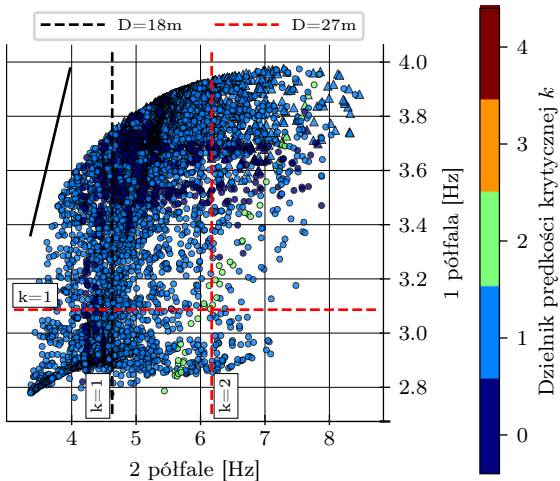 D=18m D=27m
4.0
3.8
3.6
3.4
3.2
3.0
2.8
1 półfala [Hz]
k=1
k=1
k=2
4 5 6 7 8
2 półfale [Hz]
4
3
2
1
0
Dzielnik prędkości krytycznej k